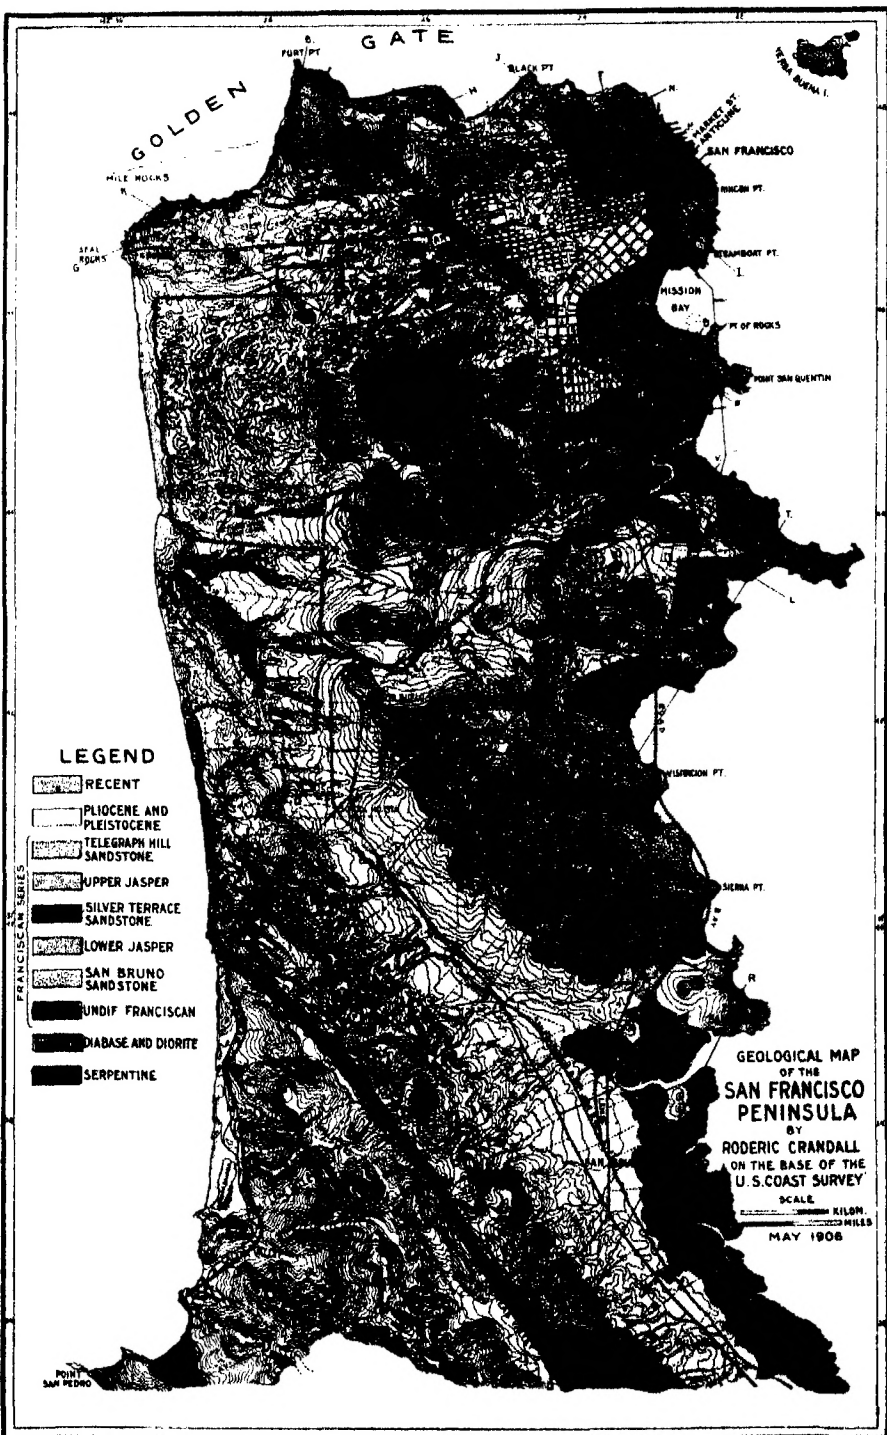 GOLDEN GATE
B.
FORT PT
J
BLACK PT
H
F
N.
YERBA BUENA I.
MARKET ST.
ANTICLINE
SAN FRANCISCO
RINCON PT.
MILE ROCKS
K
SEAL
ROCKS
G
STEAMBOAT PT.
I.
MISSION
BAY
PT OF ROCKS
POINT SAN QUENTIN
T.
L
VISITACION PT.
SIERRA PT.
R
LEGEND
RECENT
PLIOCENE AND
PLEISTOCENE
FRANCISCAN SERIES
TELEGRAPH HILL
SANDSTONE
UPPER JASPER
SILVER TERRACE
SANDSTONE
LOWER JASPER
SAN BRUNO
SANDSTONE
UNDIF FRANCISCAN
DIABASE AND DIORITE
SERPENTINE
GEOLOGICAL MAP
OF THE
SAN FRANCISCO
PENINSULA
BY
RODERIC CRANDALL
ON THE BASE OF THE
U.S.COAST SURVEY
SCALE
KILOM.
MILES
MAY 1906
POINT
SAN PEDRO